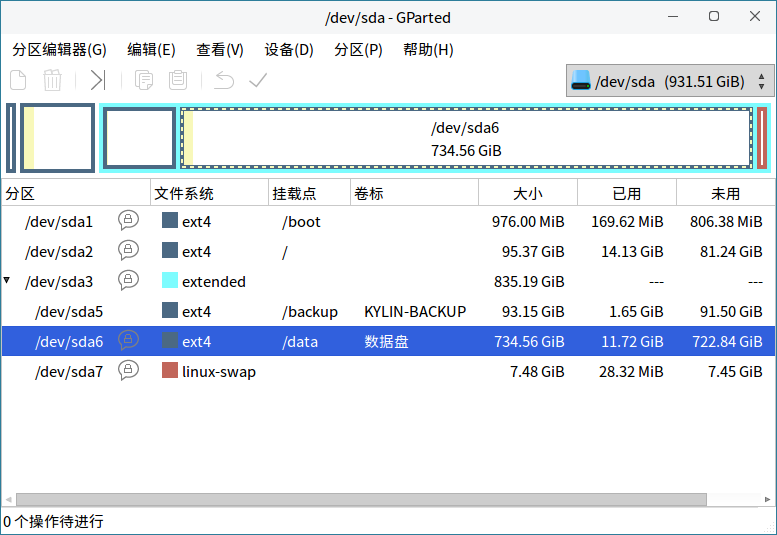 /dev/sda - GParted
分区编辑器(G) 编辑(E) 查看(V) 设备(D) 分区(P) 帮助(H)
/dev/sda (931.51 GiB)
/dev/sda6
734.56 GiB
分区 文件系统 挂载点 卷标 大小 已用 未用
/dev/sda1 ext4 /boot 976.00 MiB 169.62 MiB 806.38 MiB
/dev/sda2 ext4 / 95.37 GiB 14.13 GiB 81.24 GiB
/dev/sda3 extended 835.19 GiB --- ---
/dev/sda5 ext4 /backup KYLIN-BACKUP 93.15 GiB 1.65 GiB 91.50 GiB
/dev/sda6 ext4 /data 数据盘 734.56 GiB 11.72 GiB 722.84 GiB
/dev/sda7 linux-swap 7.48 GiB 28.32 MiB 7.45 GiB
0 个操作待进行